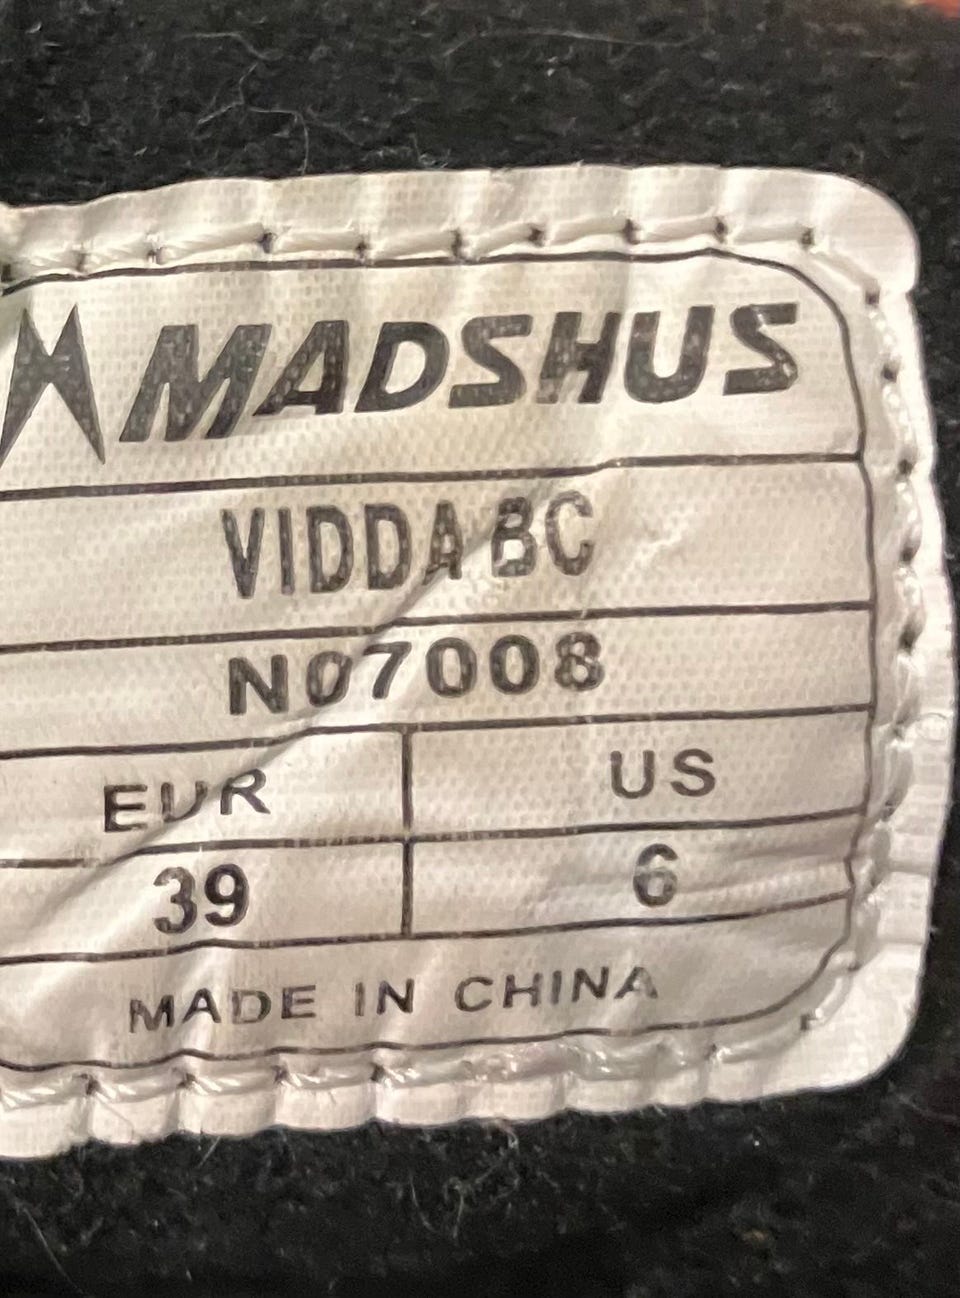 MADSHUS
VIDDA BC
N07008
EUR US
39 6
MADE IN CHINA